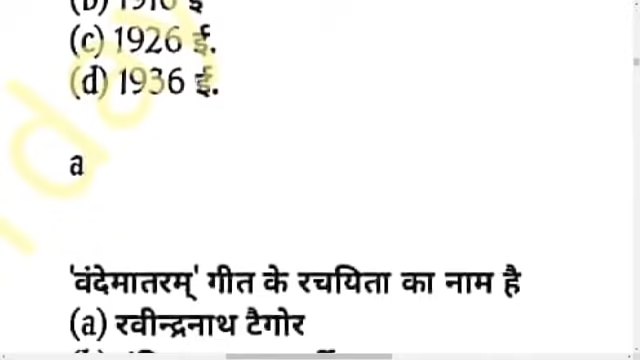 (c) 1926 ई.
(d) 1936 ई.
a
'वंदेमातरम्' गीत के रचयिता का नाम है
(a) रवीन्द्रनाथ टैगोर